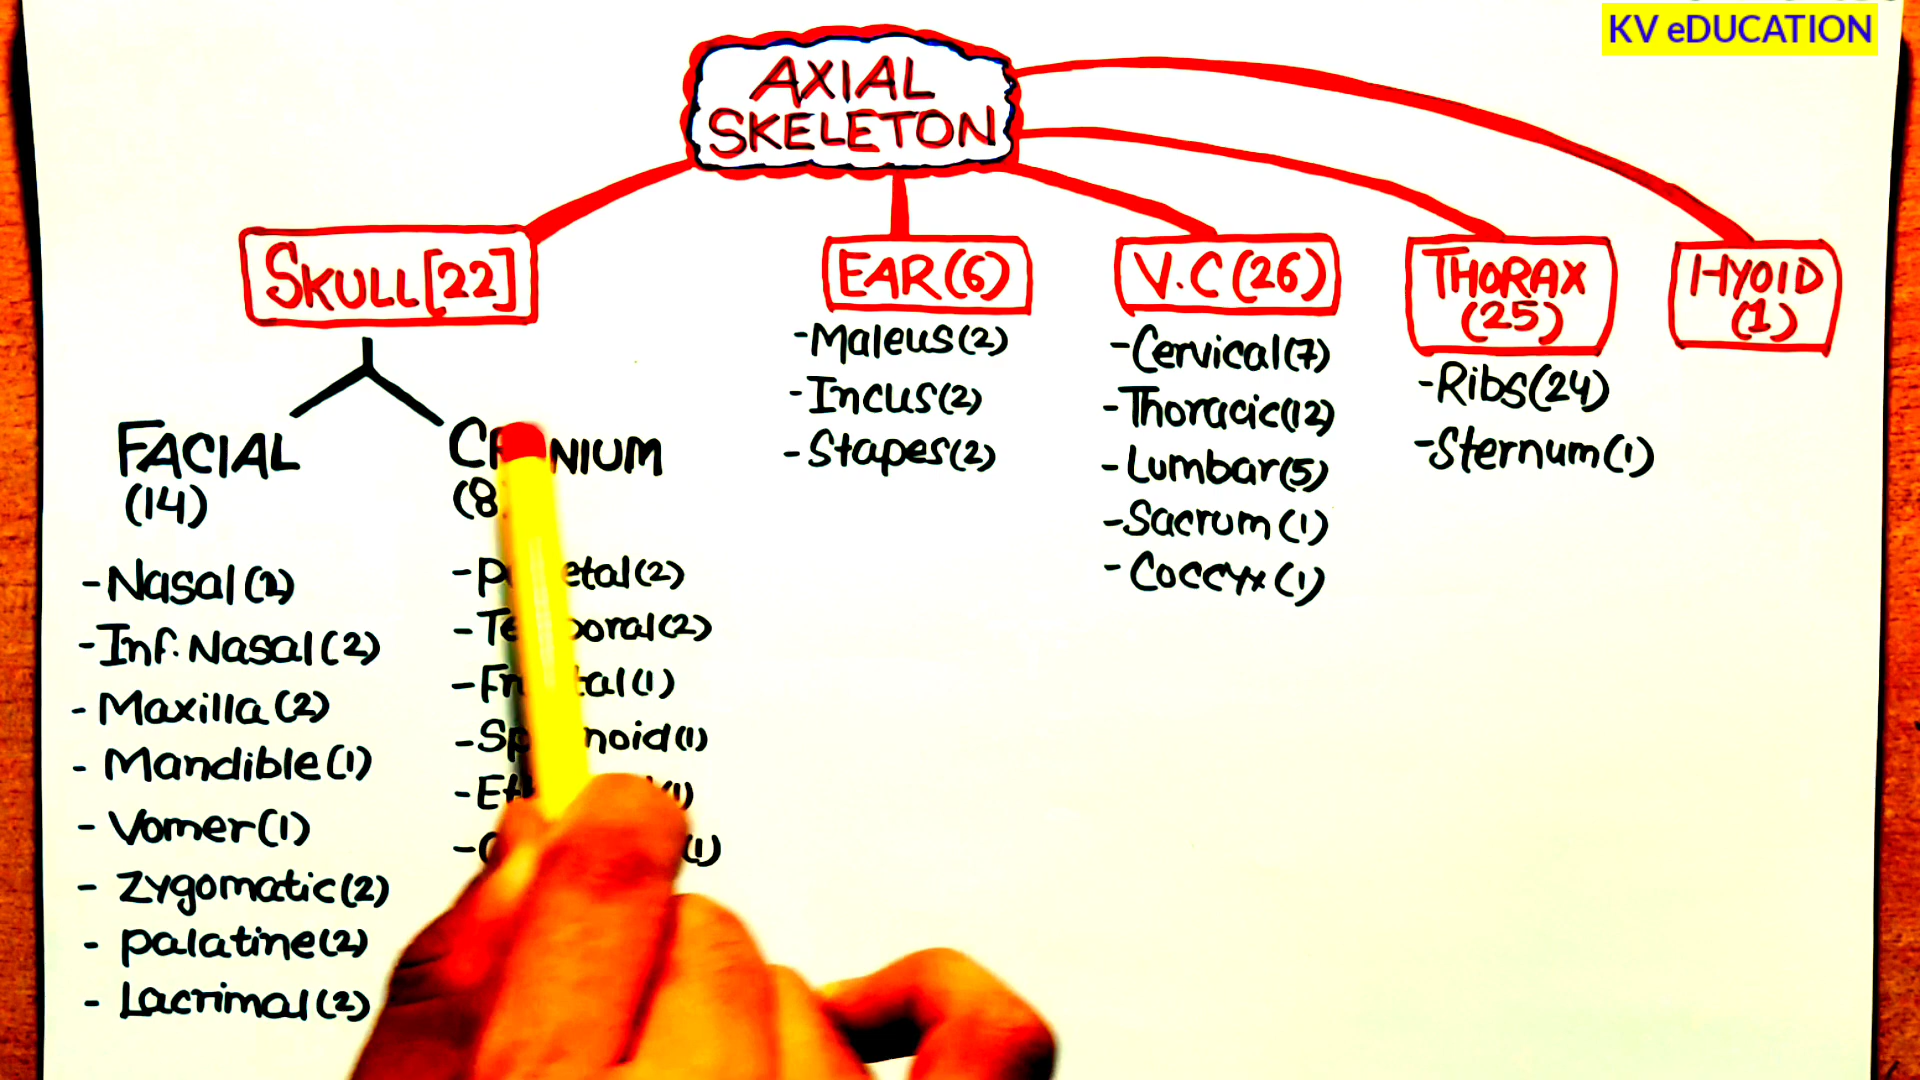 KV eDUCATION
AXIAL
SKELETON
SKULL[22]
EAR(6)
V.C(26)
THORAX
(25)
HYOID
(1)
FACIAL
(14)
-Nasal(2)
-Inf.Nasal(2)
-Maxilla(2)
-Mandible(1)
-Vomer(1)
-Zygomatic(2)
-palatine(2)
-Lacrimal(2)
(8
-Maleus(2)
-Incus(2)
-Stapes(2)
-Cervical(7)
-Thoracic(12)
-Lumbar(5)
-Sacrum(1)
-Coccyx(1)
-Ribs(24)
-Sternum(1)